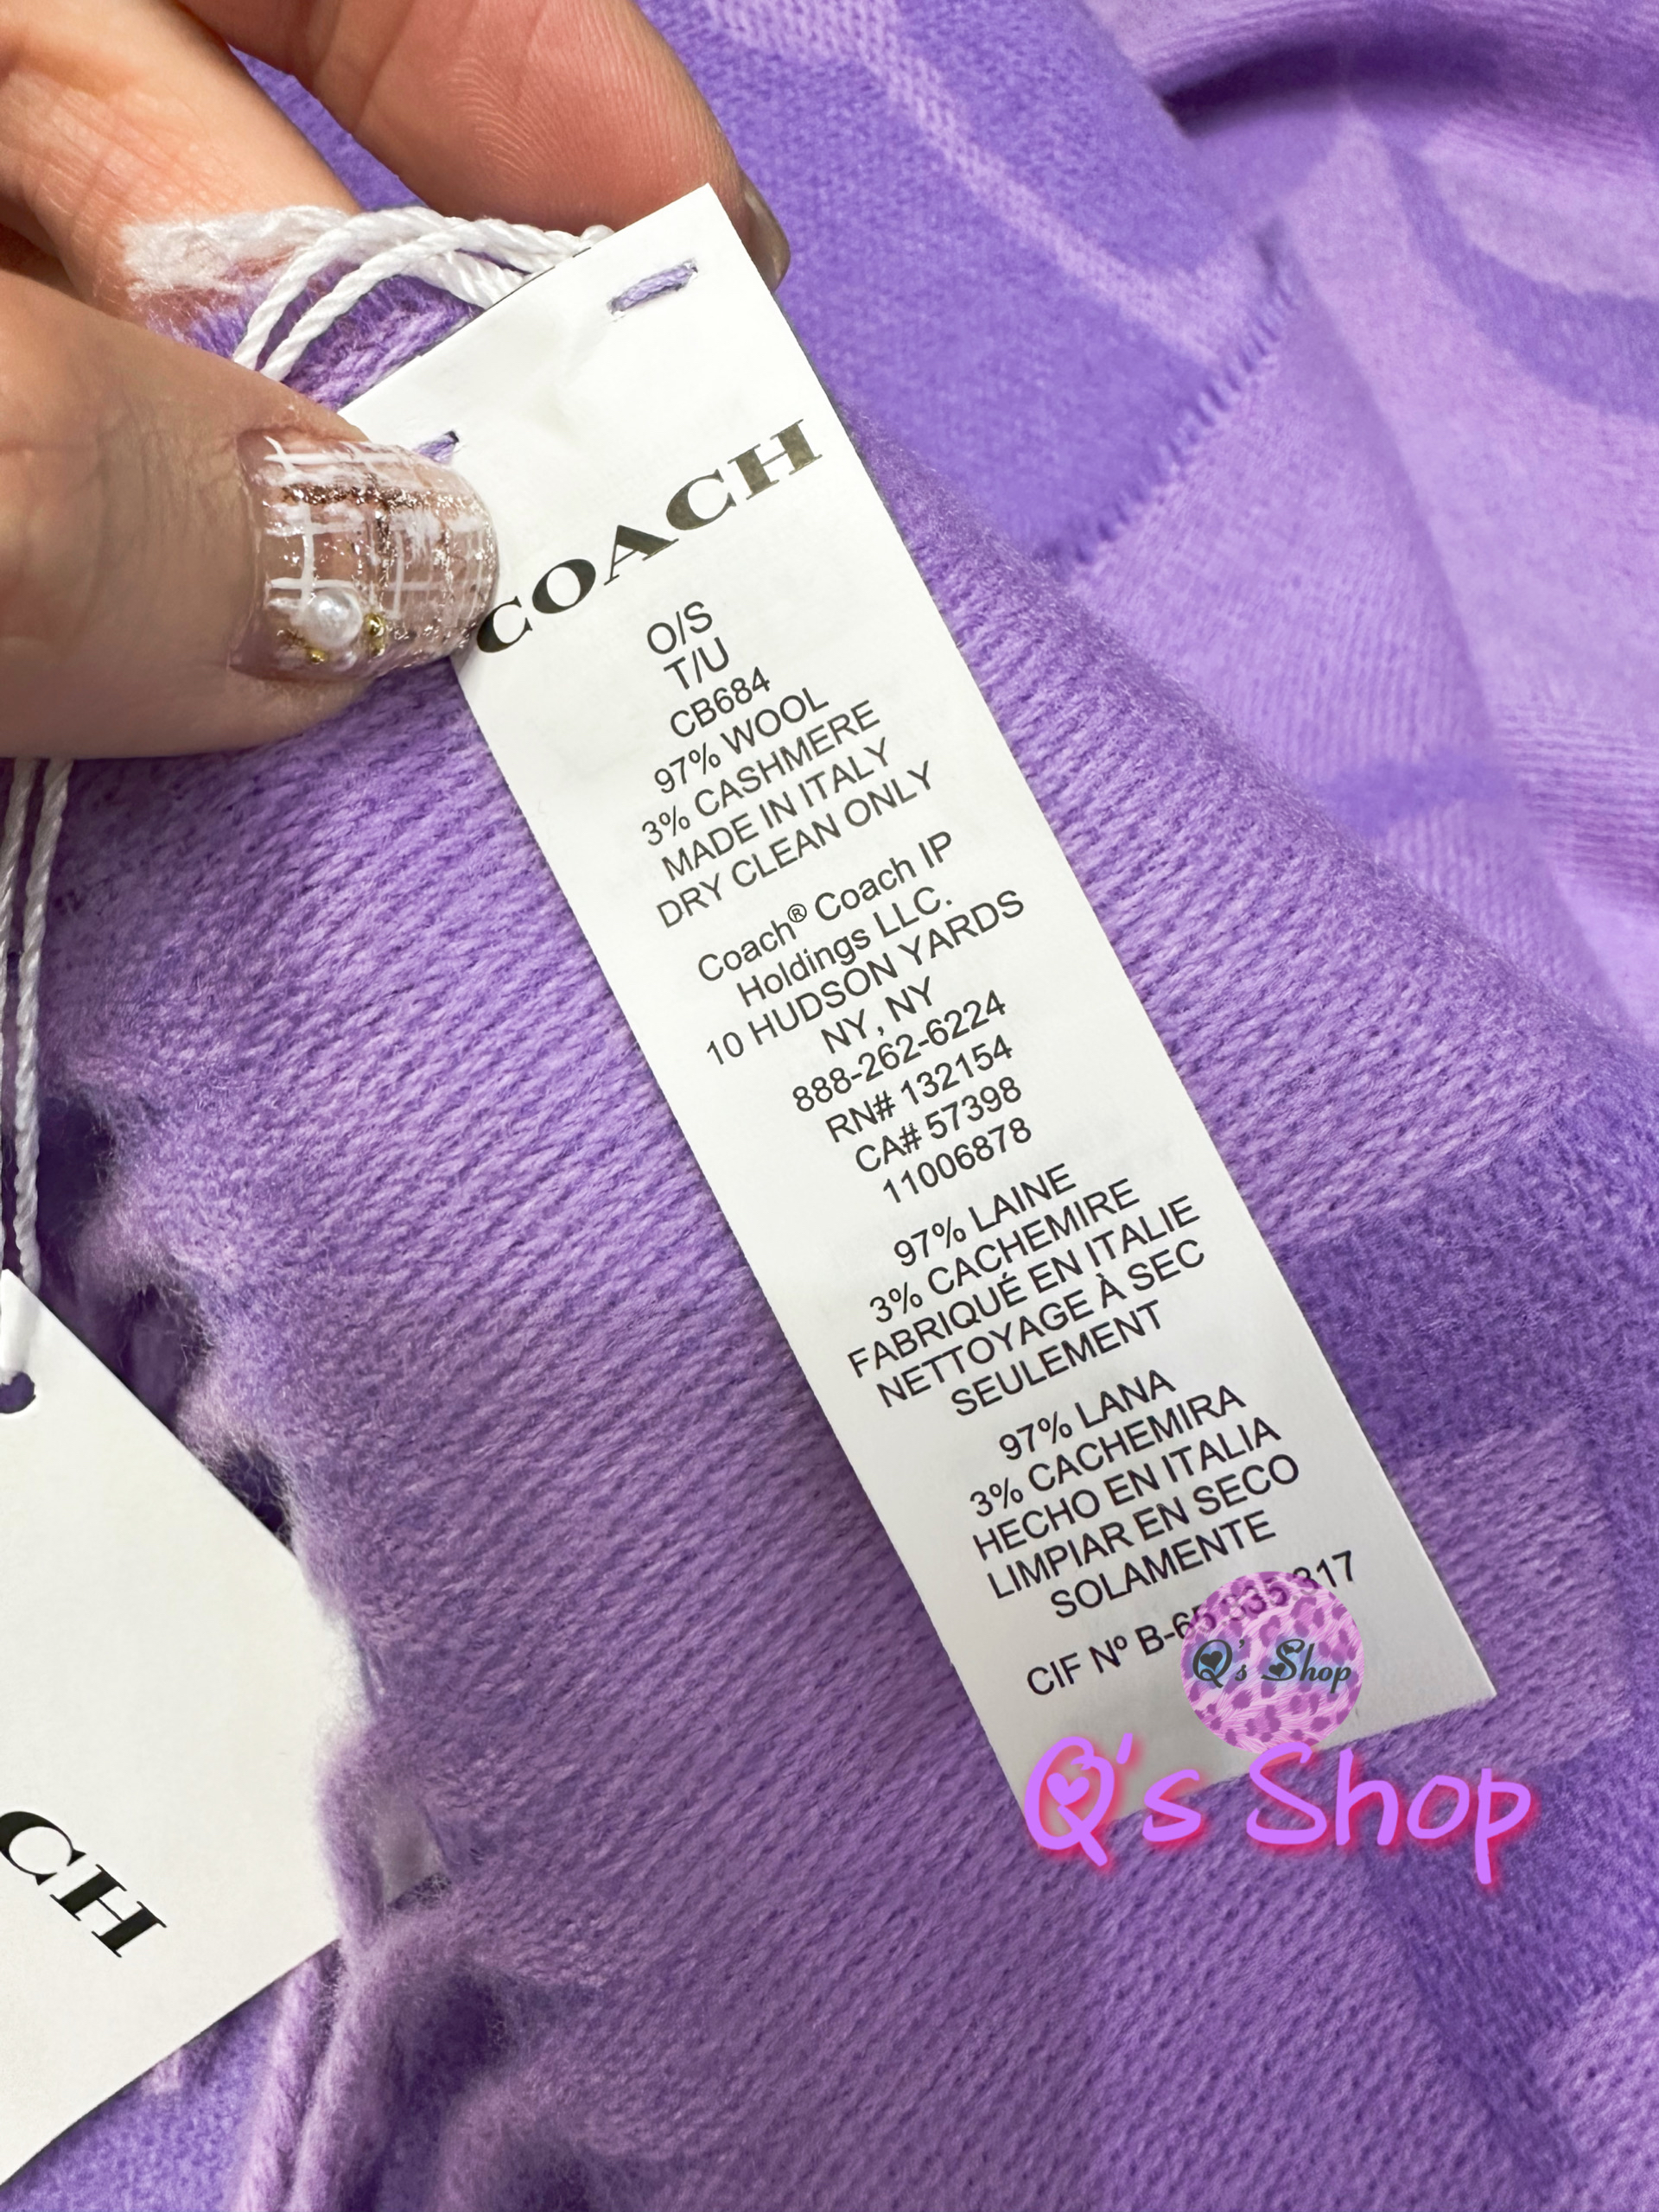 COACH
O/S
T/U
CB684
97% WOOL
3% CASHMERE
MADE IN ITALY
DRY CLEAN ONLY
Coach® Coach IP
Holdings LLC.
10 HUDSON YARDS
NY, NY
888-262-6224
RN# 132154
CA# 57398
11006878
97% LAINE
3% CACHEMIRE
FABRIQUÉ EN ITALIE
NETTOYAGE À SEC
SEULEMENT
97% LANA
3% CACHEMIRA
HECHO EN ITALIA
LIMPIAR EN SECO
SOLAMENTE
CIF Nº
Q's Shop
Q's Shop
CH